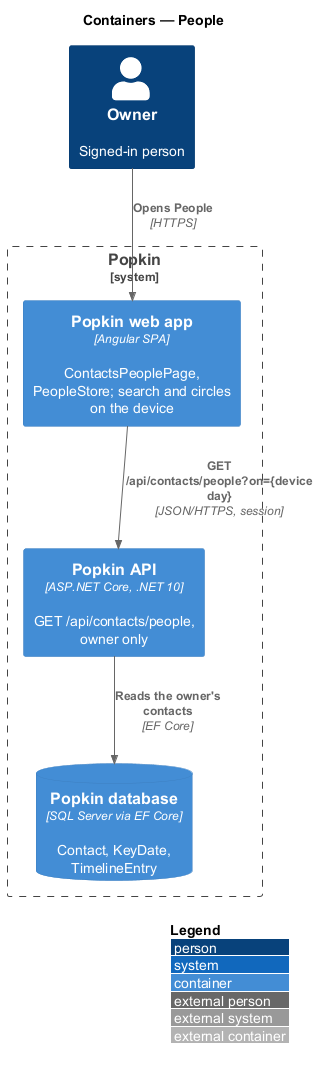 Containers — People
Owner
Signed-in person
Opens People
[HTTPS]
Popkin
[system]
Popkin web app
[Angular SPA]
ContactsPeoplePage,
PeopleStore; search and circles
on the device
GET
/api/contacts/people?on={device
day}
[JSON/HTTPS, session]
Popkin API
[ASP.NET Core, .NET 10]
GET /api/contacts/people,
owner only
Reads the owner's
contacts
[EF Core]
Popkin database
[SQL Server via EF Core]
Contact, KeyDate,
TimelineEntry
Legend
person
system
container
external person
external system
external container